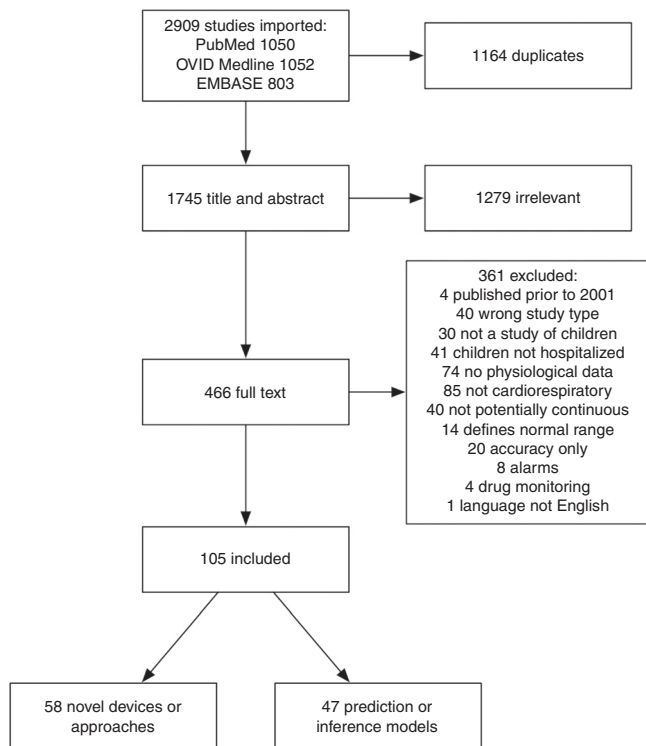 2909 studies imported:
PubMed 1050
OVID Medline 1052
EMBASE 803
1164 duplicates
1745 title and abstract
1279 irrelevant
361 excluded:
4 published prior to 2001
40 wrong study type
30 not a study of children
41 children not hospitalized
74 no physiological data
85 not cardiorespiratory
40 not potentially continuous
14 defines normal range
20 accuracy only
8 alarms
4 drug monitoring
1 language not English
466 full text
105 included
58 novel devices or
approaches
47 prediction or
inference models